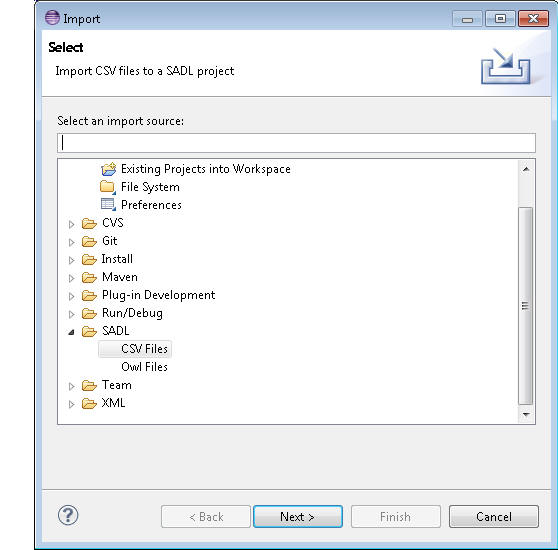 Import
Select
Import CSV files to a SADL project
Select an import source:
Existing Projects into Workspace
File System
Preferences
CVS
Git
Install
Maven
Plug-in Development
Run/Debug
SADL
CSV Files
Owl Files
Team
XML
? < Back Next > Finish Cancel